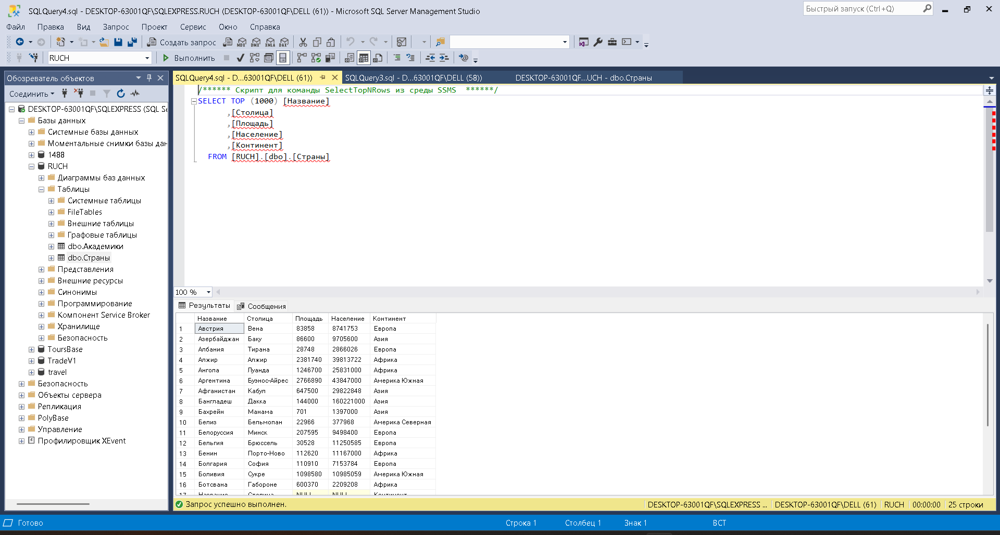 SQLQuery4.sql - DESKTOP-63001QF\SQLEXPRESS.RUCH (DESKTOP-63001QF\DELL (61)) - Microsoft SQL Server Management Studio
Быстрый запуск (Ctrl+Q)
Файл Правка Вид Запрос Проект Сервис Окно Справка
Создать запрос MDX DMX XMLA DAX
RUCH Выполнить
Обозреватель объектов
Соединить
DESKTOP-63001QF\SQLEXPRESS (SQL Se
Базы данных
Системные базы данных
Моментальные снимки базы дан
1488
RUCH
Диаграммы баз данных
Таблицы
Системные таблицы
FileTables
Внешние таблицы
Графовые таблицы
dbo.Академики
dbo.Страны
Представления
Внешние ресурсы
Синонимы
Программирование
Компонент Service Broker
Хранилище
Безопасность
ToursBase
TradeV1
travel
Безопасность
Объекты сервера
Репликация
PolyBase
Управление
Профилировщик XEvent
SQLQuery4.sql - D...63001QF\DELL (61)) SQLQuery3.sql - D...63001QF\DELL (58)) DESKTOP-63001QF...UCH - dbo.Страны
/****** Скрипт для команды SelectTopNRows из среды SSMS ******/
SELECT TOP (1000) [Название]
,[Столица]
,[Площадь]
,[Население]
,[Континент]
FROM [RUCH].[dbo].[Страны]
100 %
Результаты Сообщения
Название Столица Площадь Население Континент
1 Австрия Вена 83858 8741753 Европа
2 Азербайджан Баку 86600 9705600 Азия
3 Албания Тирана 28748 2866026 Европа
4 Алжир Алжир 2381740 39813722 Африка
5 Ангола Луанда 1246700 25831000 Африка
6 Аргентина Буэнос-Айрес 2766890 43847000 Америка Южная
7 Афганистан Кабул 647500 29822848 Азия
8 Бангладеш Дакка 144000 160221000 Азия
9 Бахрейн Манама 701 1397000 Азия
10 Белиз Бельмопан 22966 377968 Америка Северная
11 Белоруссия Минск 207595 9498400 Европа
12 Бельгия Брюссель 30528 11250585 Европа
13 Бенин Порто-Ново 112620 11167000 Африка
14 Болгария София 110910 7153784 Европа
15 Боливия Сукре 1098580 10985059 Америка Южная
16 Ботсвана Габороне 600370 2209208 Африка
17 Название Столица NULL NULL Континент
Запрос успешно выполнен. DESKTOP-63001QF\SQLEXPRESS ... DESKTOP-63001QF\DELL (61) RUCH 00:00:00 25 строки
Готово Строка 1 Столбец 1 Знак 1 ВСТ